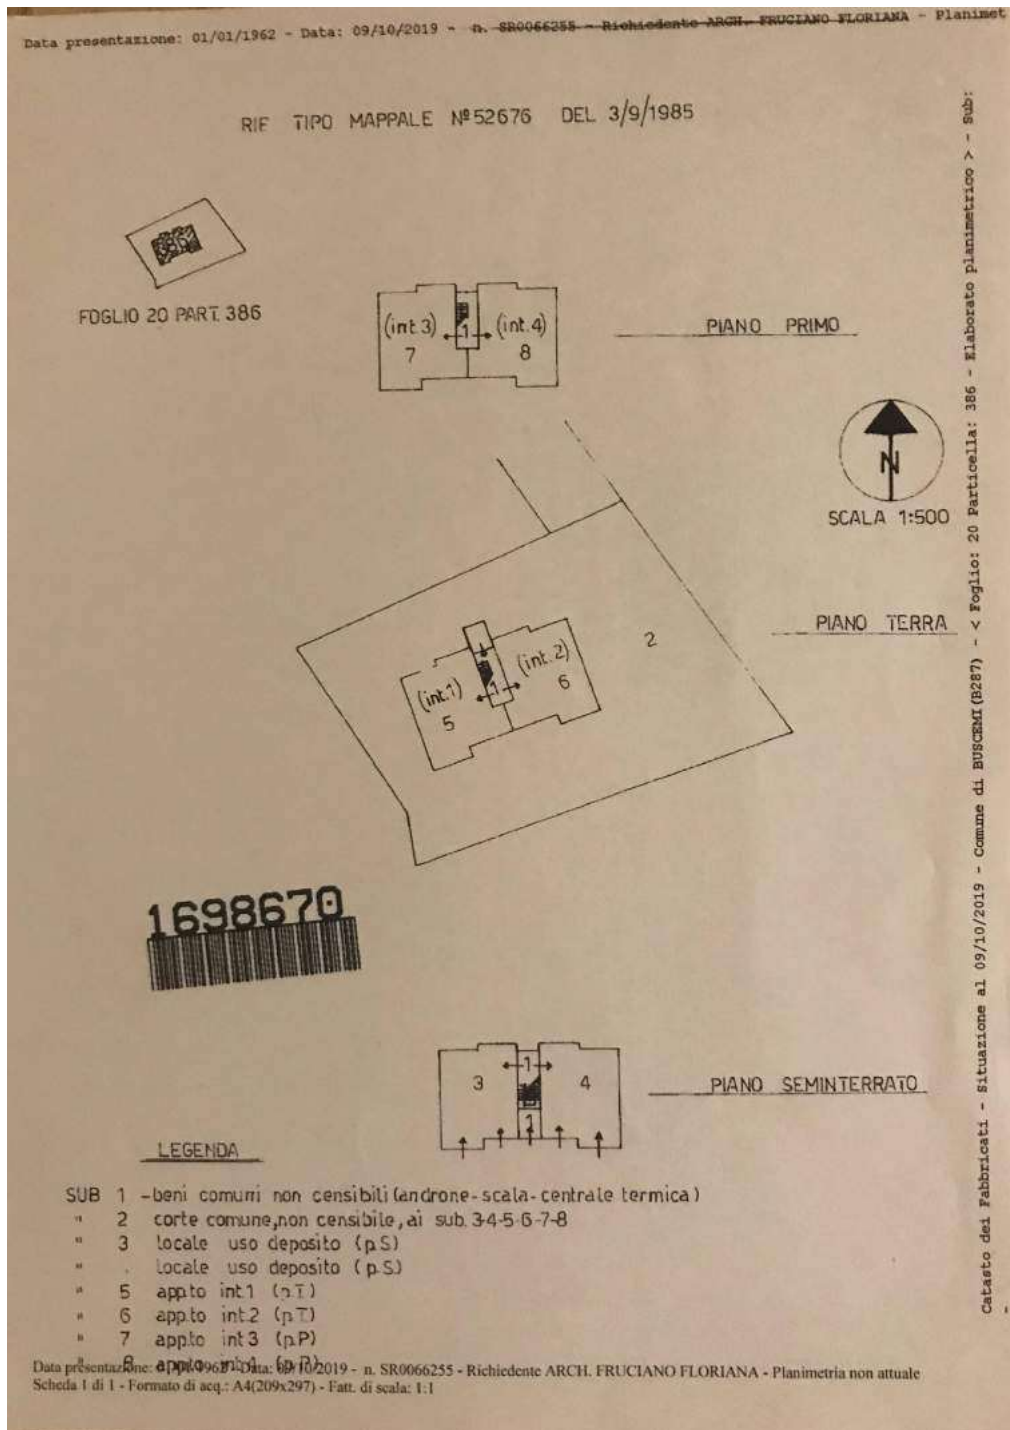 Data presentazione: 01/01/1962 - Data: 09/10/2019 - n. SR0066255 - Richiedente ARCH. FRUCIANO FLORIANA - Planimet
RIF TIPO MAPPALE Nº52676 DEL 3/9/1985
FOGLIO 20 PART. 386
(int.3)
7
1
(int.4)
8
PIANO PRIMO
N
SCALA 1:500
PIANO TERRA
2
(int.1)
5
1
(int.2)
6
1698670
3
1
4
1
PIANO SEMINTERRATO
LEGENDA
SUB 1 -beni comuni non censibili (androne-scala-centrale termica)
" 2 corte comune,non censibile, ai sub. 3-4-5-6-7-8
" 3 locale uso deposito (p.S)
" locale uso deposito (p.S)
" 5 app.to int.1 (p.T)
" 6 app.to int.2 (p.T)
" 7 app.to int.3 (p.P)
" 8 app.to int.4 (p.P)
Data presentazione: 01/01/1962 - Data: 09/10/2019 - n. SR0066255 - Richiedente ARCH. FRUCIANO FLORIANA - Planimetria non attuale
Scheda 1 di 1 - Formato di acq.: A4(209x297) - Fatt. di scala: 1:1
Catasto dei Fabbricati - Situazione al 09/10/2019 - Comune di BUSCEMI (B287) - < Foglio: 20 Particella: 386 - Elaborato planimetrico > - Sub: